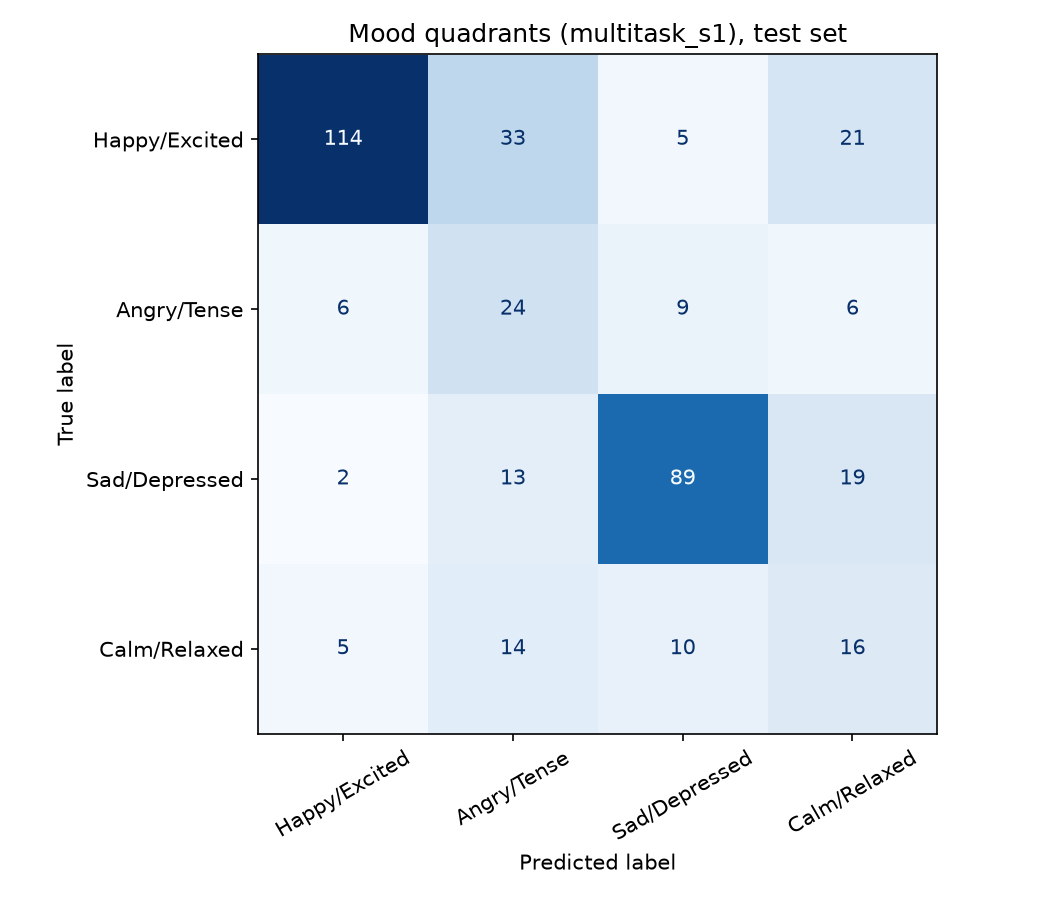 Mood quadrants (multitask_s1), test set
True label
Happy/Excited 114 33 5 21
Angry/Tense 6 24 9 6
Sad/Depressed 2 13 89 19
Calm/Relaxed 5 14 10 16
Happy/Excited Angry/Tense Sad/Depressed Calm/Relaxed
Predicted label